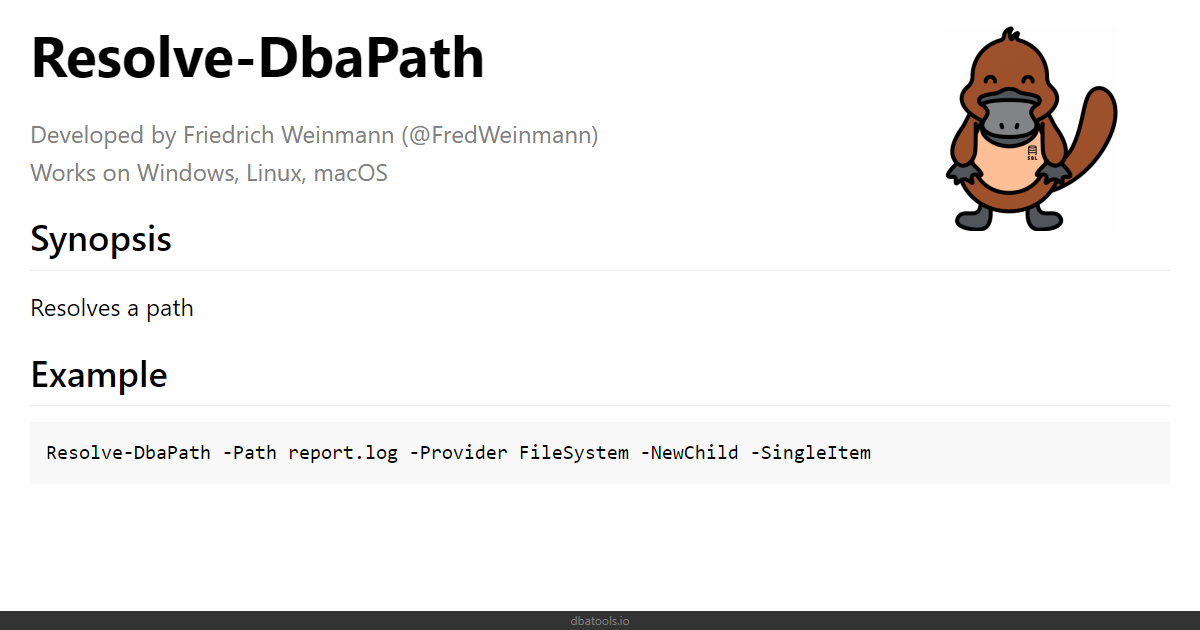 Resolve-DbaPath
Developed by Friedrich Weinmann (@FredWeinmann)
Works on Windows, Linux, macOS
SQL
Synopsis
Resolves a path
Example
Resolve-DbaPath -Path report.log -Provider FileSystem -NewChild -SingleItem
dbatools.io